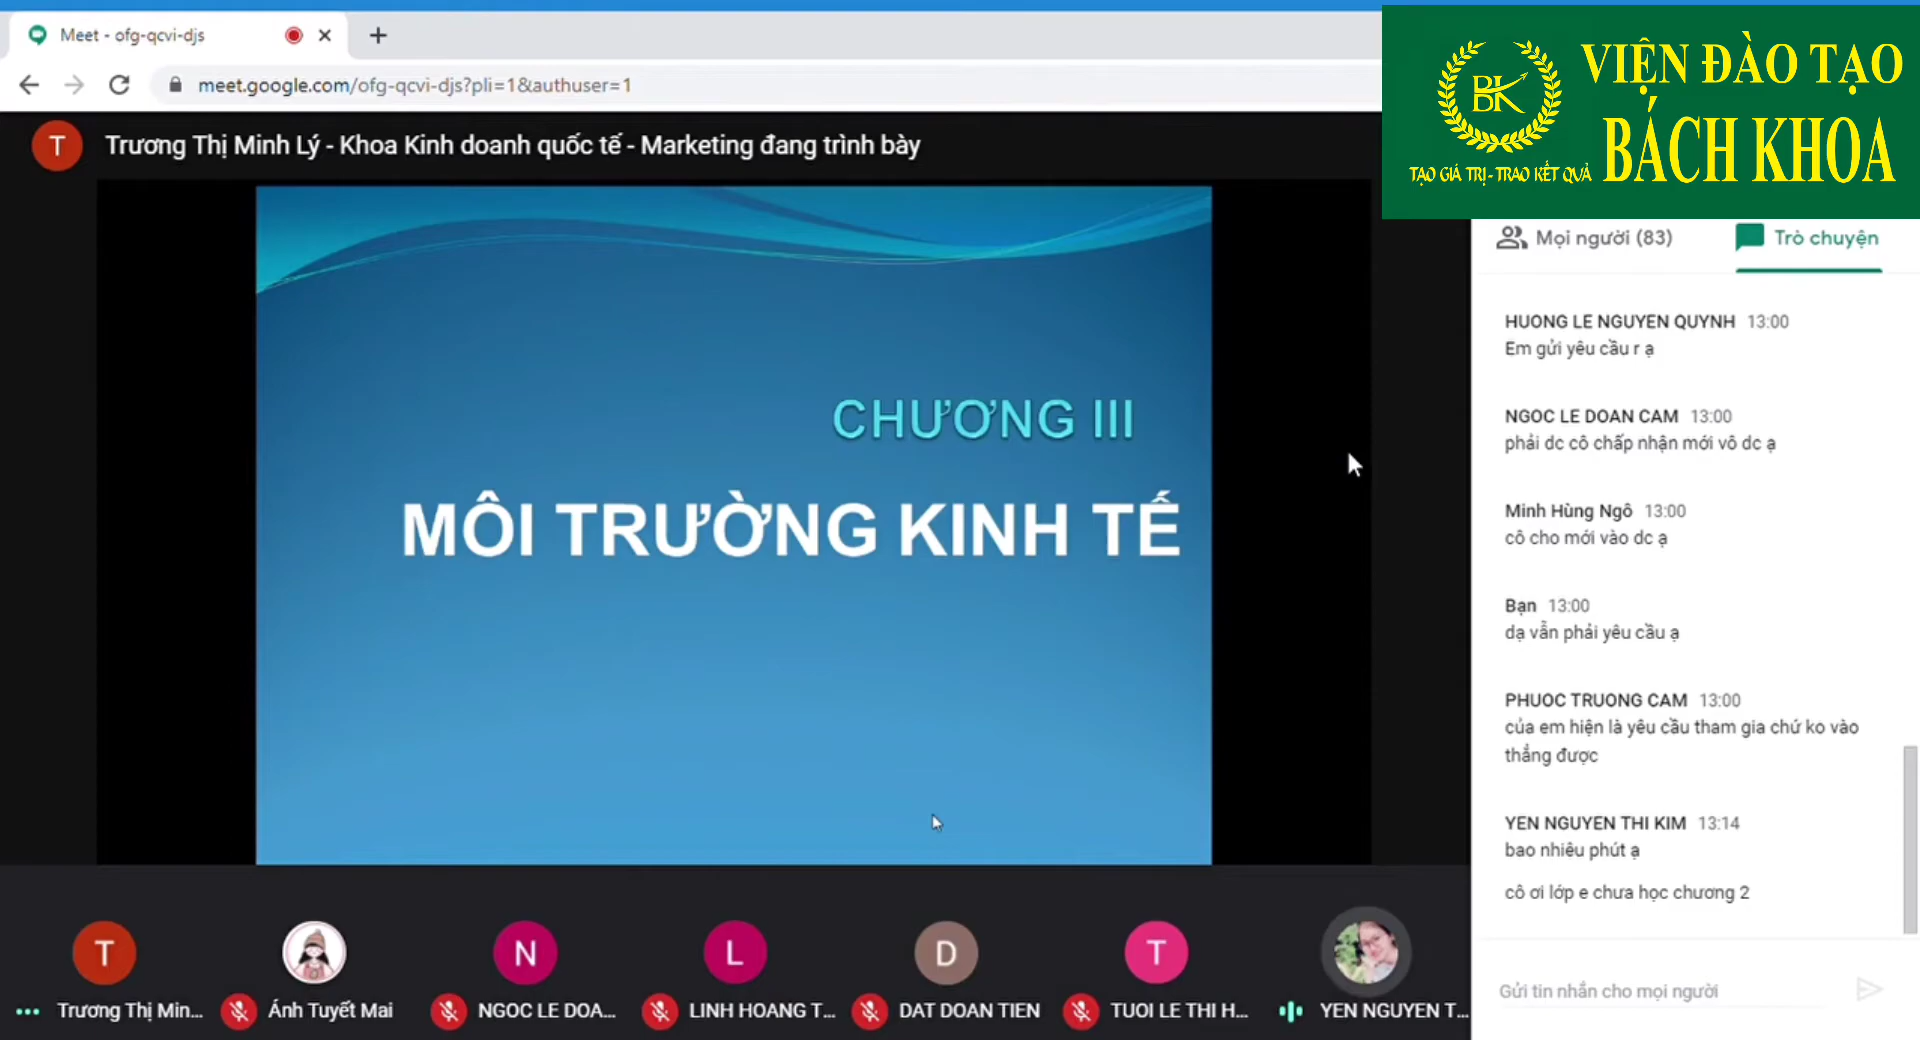 Meet - ofg-qcvi-djs
meet.google.com/ofg-qcvi-djs?pli=1&authuser=1
BK
TẠO GIÁ TRỊ - TRAO KẾT QUẢ
VIỆN ĐÀO TẠO
BÁCH KHOA
T
Trương Thị Minh Lý - Khoa Kinh doanh quốc tế - Marketing đang trình bày
CHƯƠNG III
MÔI TRƯỜNG KINH TẾ
Mọi người (83)
Trò chuyện
HUONG LE NGUYEN QUYNH 13:00
Em gửi yêu cầu r ạ
NGOC LE DOAN CAM 13:00
phải dc cô chấp nhận mới vô dc ạ
Minh Hùng Ngô 13:00
cô cho mới vào dc ạ
Bạn 13:00
dạ vẫn phải yêu cầu ạ
PHUOC TRUONG CAM 13:00
của em hiện là yêu cầu tham gia chứ ko vào
thẳng được
YEN NGUYEN THI KIM 13:14
bao nhiêu phút ạ
cô ơi lớp e chưa học chương 2
Gửi tin nhắn cho mọi người
T
N
L
D
T
Trương Thị Min...
Ánh Tuyết Mai
NGOC LE DOA...
LINH HOANG T...
DAT DOAN TIEN
TUOI LE THI H...
YEN NGUYEN T...